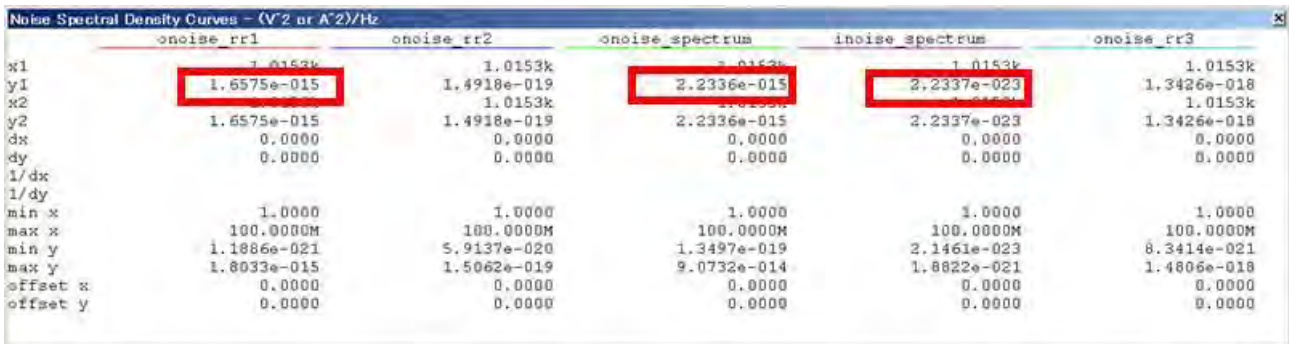 Noise Spectral Density Curves - (V^2 or A^2)/Hz
onoise_rr1 onoise_rr2 onoise_spectrum inoise_spectrum onoise_rr3
x1 1.0153k 1.0153k 1.0153k 1.0153k 1.0153k
y1 1.6575e-015 1.4918e-019 2.2336e-015 2.2337e-023 1.3426e-018
x2 1.0153k 1.0153k
y2 1.6575e-015 1.4918e-019 2.2336e-015 2.2337e-023 1.3426e-018
dx 0.0000 0.0000 0.0000 0.0000 0.0000
dy 0.0000 0.0000 0.0000 0.0000 0.0000
1/dx
1/dy
min x 1.0000 1.0000 1.0000 1.0000 1.0000
max x 100.0000M 100.0000M 100.0000M 100.0000M 100.0000M
min y 1.1886e-021 5.9137e-020 1.3497e-019 2.1461e-023 8.3414e-021
max y 1.8033e-015 1.5062e-019 9.0732e-014 1.8822e-021 1.4806e-018
offset x 0.0000 0.0000 0.0000 0.0000 0.0000
offset y 0.0000 0.0000 0.0000 0.0000 0.0000